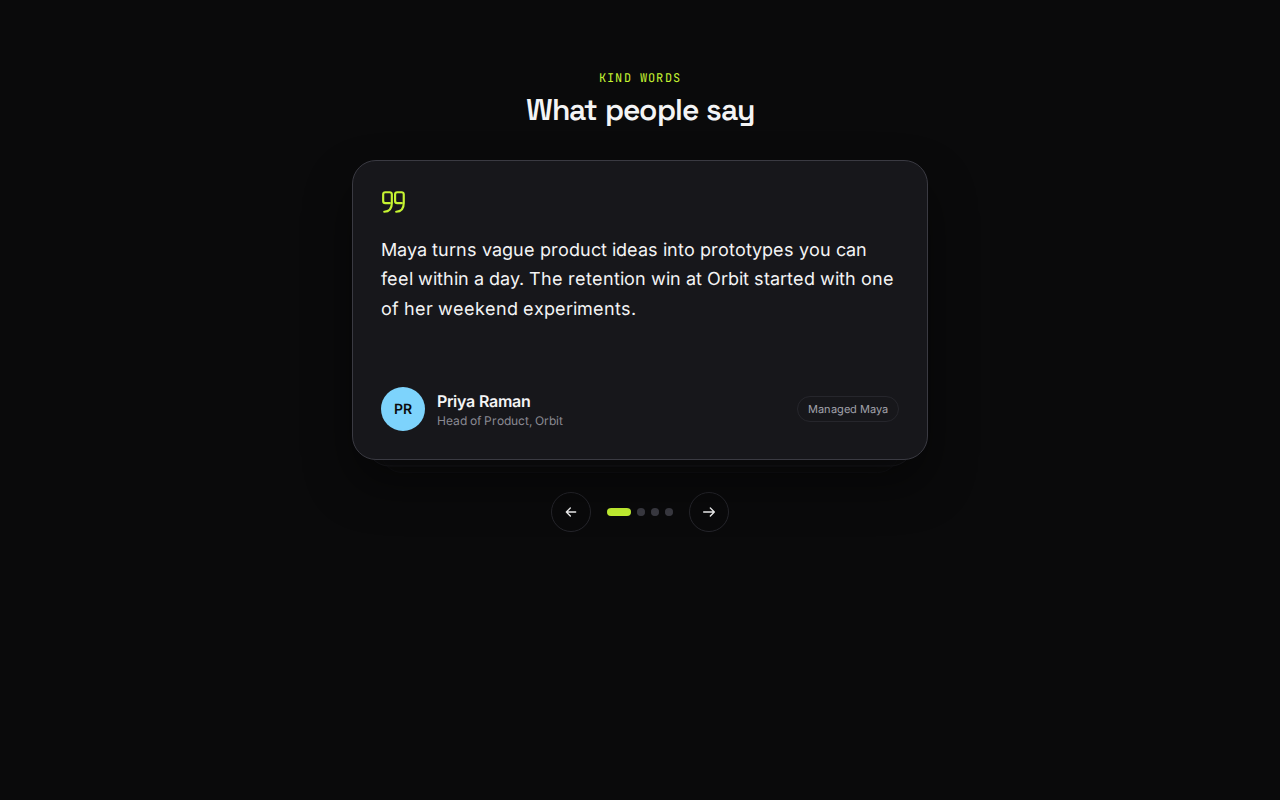 KIND WORDS
What people say
Maya turns vague product ideas into prototypes you can
feel within a day. The retention win at Orbit started with one
of her weekend experiments.
PR
Priya Raman
Head of Product, Orbit
Managed Maya